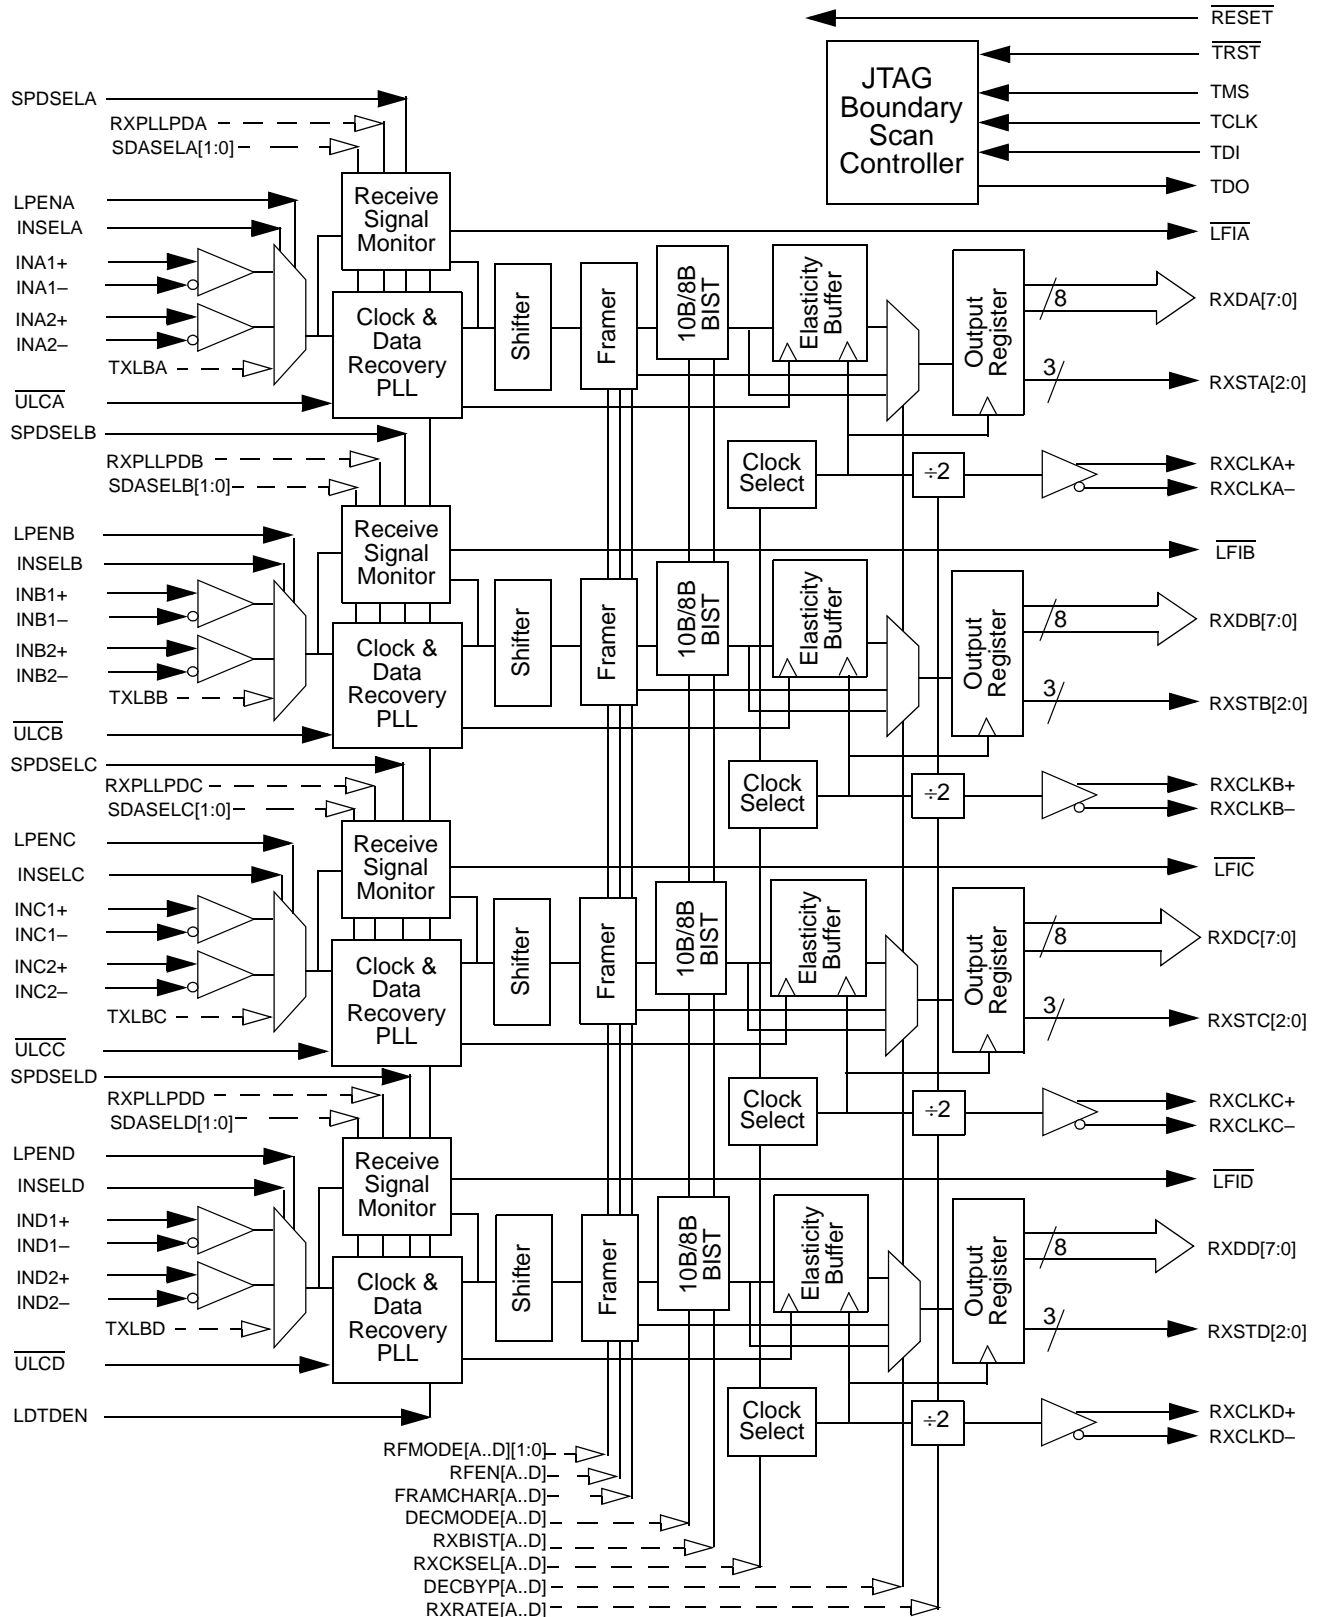 RESET
TRST
TMS
TCLK
TDI
TDO
JTAG
Boundary
Scan
Controller
SPDSELA
RXPLLPDA
SDASELA[1:0]
LPENA
INSELA
INA1+
INA1–
INA2+
INA2–
TXLBA
ULCA
Receive
Signal
Monitor
Clock &
Data
Recovery
PLL
Shifter
Framer
10B/8B
BIST
Elasticity
Buffer
Output
Register
Clock
Select
÷2
LFIA
8
RXDA[7:0]
3
RXSTA[2:0]
RXCLKA+
RXCLKA–
SPDSELB
RXPLLPDB
SDASELB[1:0]
LPENB
INSELB
INB1+
INB1–
INB2+
INB2–
TXLBB
ULCB
Receive
Signal
Monitor
Clock &
Data
Recovery
PLL
Shifter
Framer
10B/8B
BIST
Elasticity
Buffer
Output
Register
Clock
Select
÷2
LFIB
8
RXDB[7:0]
3
RXSTB[2:0]
RXCLKB+
RXCLKB–
SPDSELC
RXPLLPDC
SDASELC[1:0]
LPENC
INSELC
INC1+
INC1–
INC2+
INC2–
TXLBC
ULCC
Receive
Signal
Monitor
Clock &
Data
Recovery
PLL
Shifter
Framer
10B/8B
BIST
Elasticity
Buffer
Output
Register
Clock
Select
÷2
LFIC
8
RXDC[7:0]
3
RXSTC[2:0]
RXCLKC+
RXCLKC–
SPDSELD
RXPLLPDD
SDASELD[1:0]
LPEND
INSELD
IND1+
IND1–
IND2+
IND2–
TXLBD
ULCD
Receive
Signal
Monitor
Clock &
Data
Recovery
PLL
Shifter
Framer
10B/8B
BIST
Elasticity
Buffer
Output
Register
Clock
Select
÷2
LFID
8
RXDD[7:0]
3
RXSTD[2:0]
RXCLKD+
RXCLKD–
LDTDEN
RFMODE[A..D][1:0]
RFEN[A..D]
FRAMCHAR[A..D]
DECMODE[A..D]
RXBIST[A..D]
RXCKSEL[A..D]
DECBYP[A..D]
RXRATE[A..D]